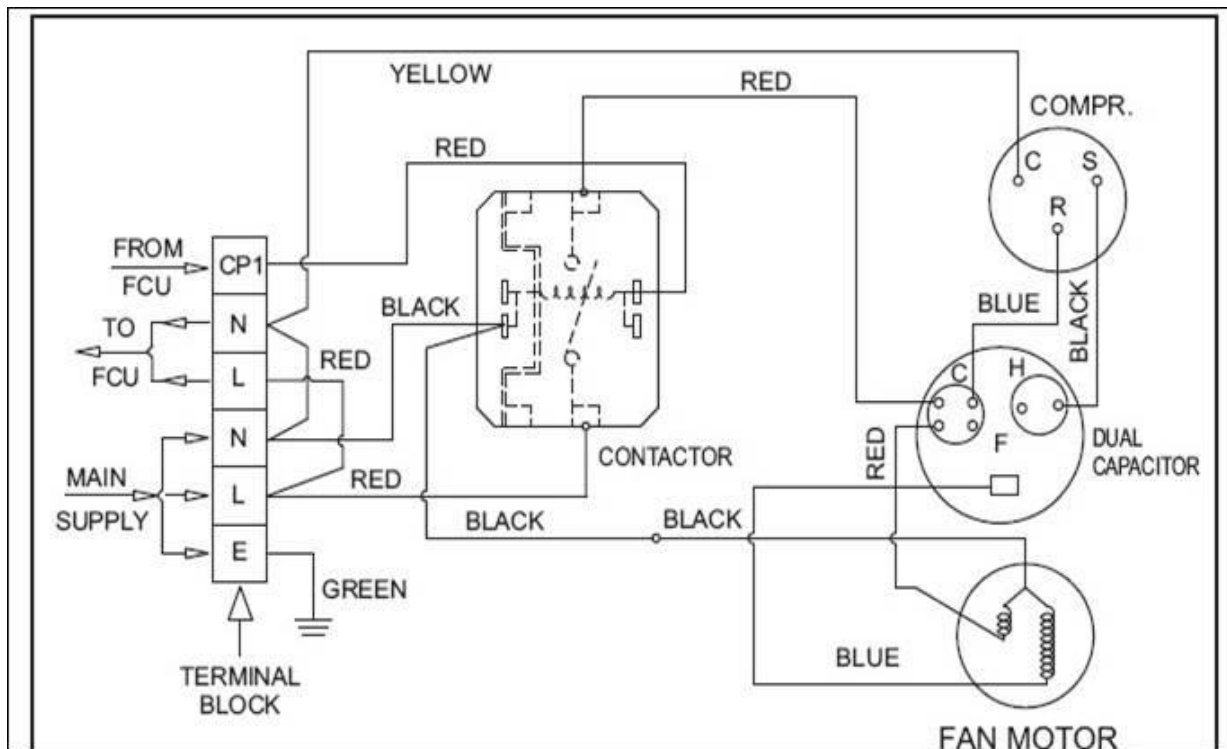 YELLOW
RED
COMPR.
C
S
R
RED
FROM
FCU
CP1
BLACK
BLUE
BLACK
TO
FCU
N
L
RED
C
H
F
DUAL
CAPACITOR
RED
MAIN
SUPPLY
N
L
E
RED
CONTACTOR
BLACK
BLACK
GREEN
TERMINAL
BLOCK
BLUE
FAN MOTOR